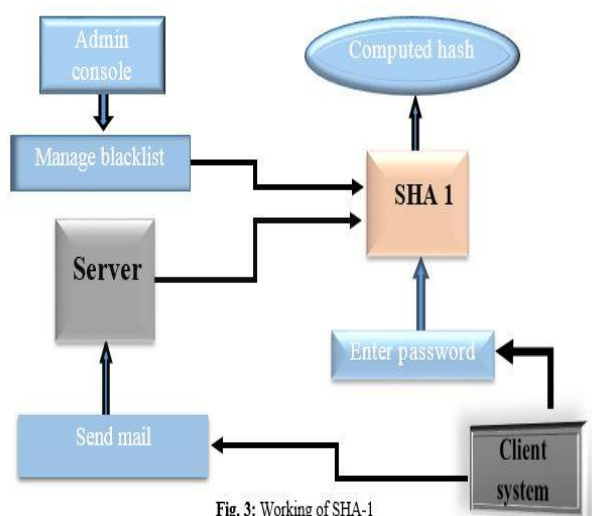 Admin
console
Computed hash
Manage blacklist
SHA 1
Server
Enter password
Send mail
Client
system
Fig. 3: Working of SHA-1